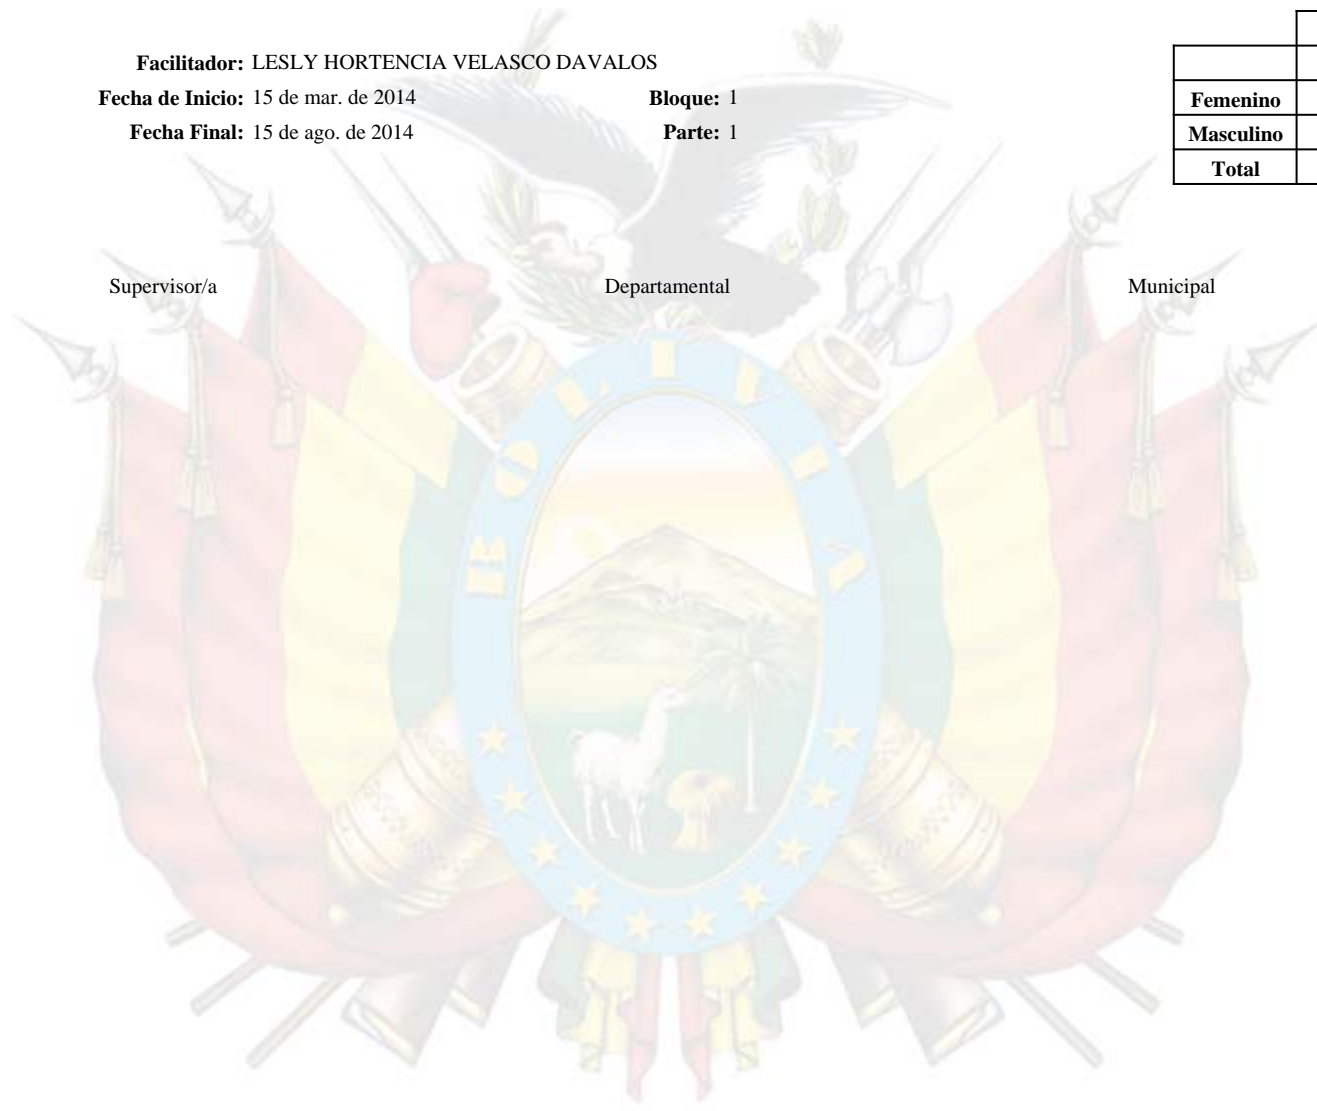 Facilitador: LESLY HORTENCIA VELASCO DAVALOS
Fecha de Inicio: 15 de mar. de 2014 Bloque: 1
Fecha Final: 15 de ago. de 2014 Parte: 1
Femenino
Masculino
Total
Supervisor/a Departamental Municipal
BOLIVIA